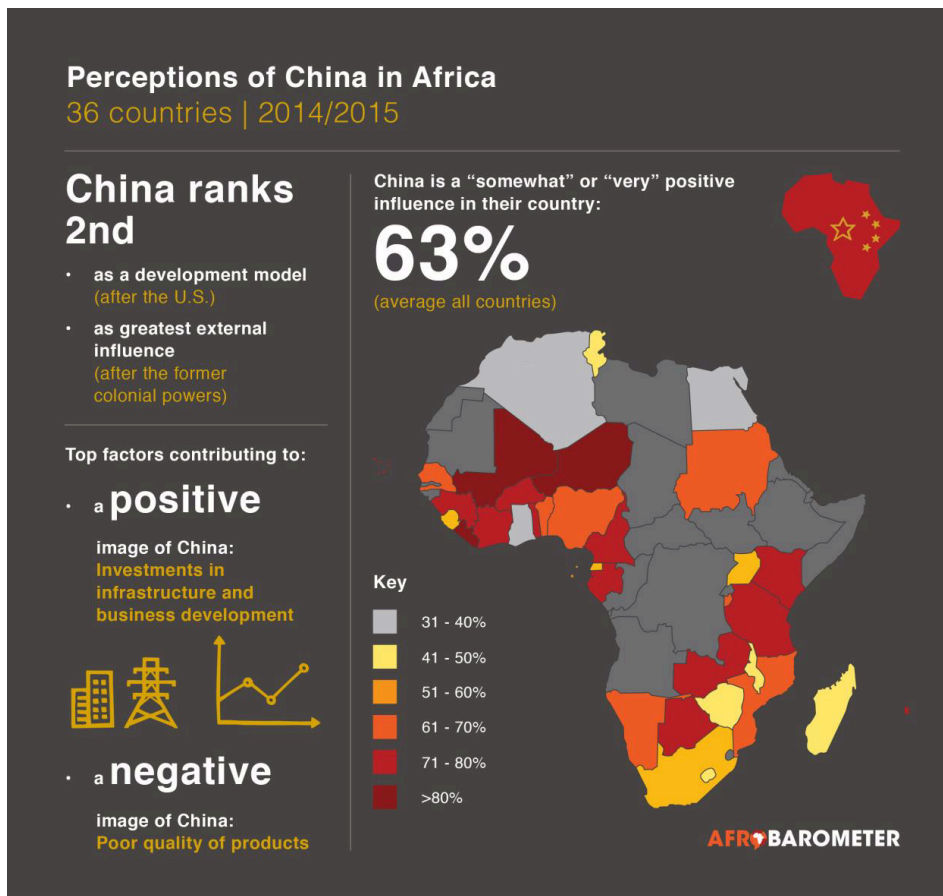 Perceptions of China in Africa
36 countries | 2014/2015
China ranks
2nd
• as a development model
(after the U.S.)
• as greatest external
influence
(after the former
colonial powers)
Top factors contributing to:
• a positive
image of China:
Investments in
infrastructure and
business development
• a negative
image of China:
Poor quality of products
China is a “somewhat” or “very” positive
influence in their country:
63%
(average all countries)
Key
31 - 40%
41 - 50%
51 - 60%
61 - 70%
71 - 80%
>80%
AFROBAROMETER